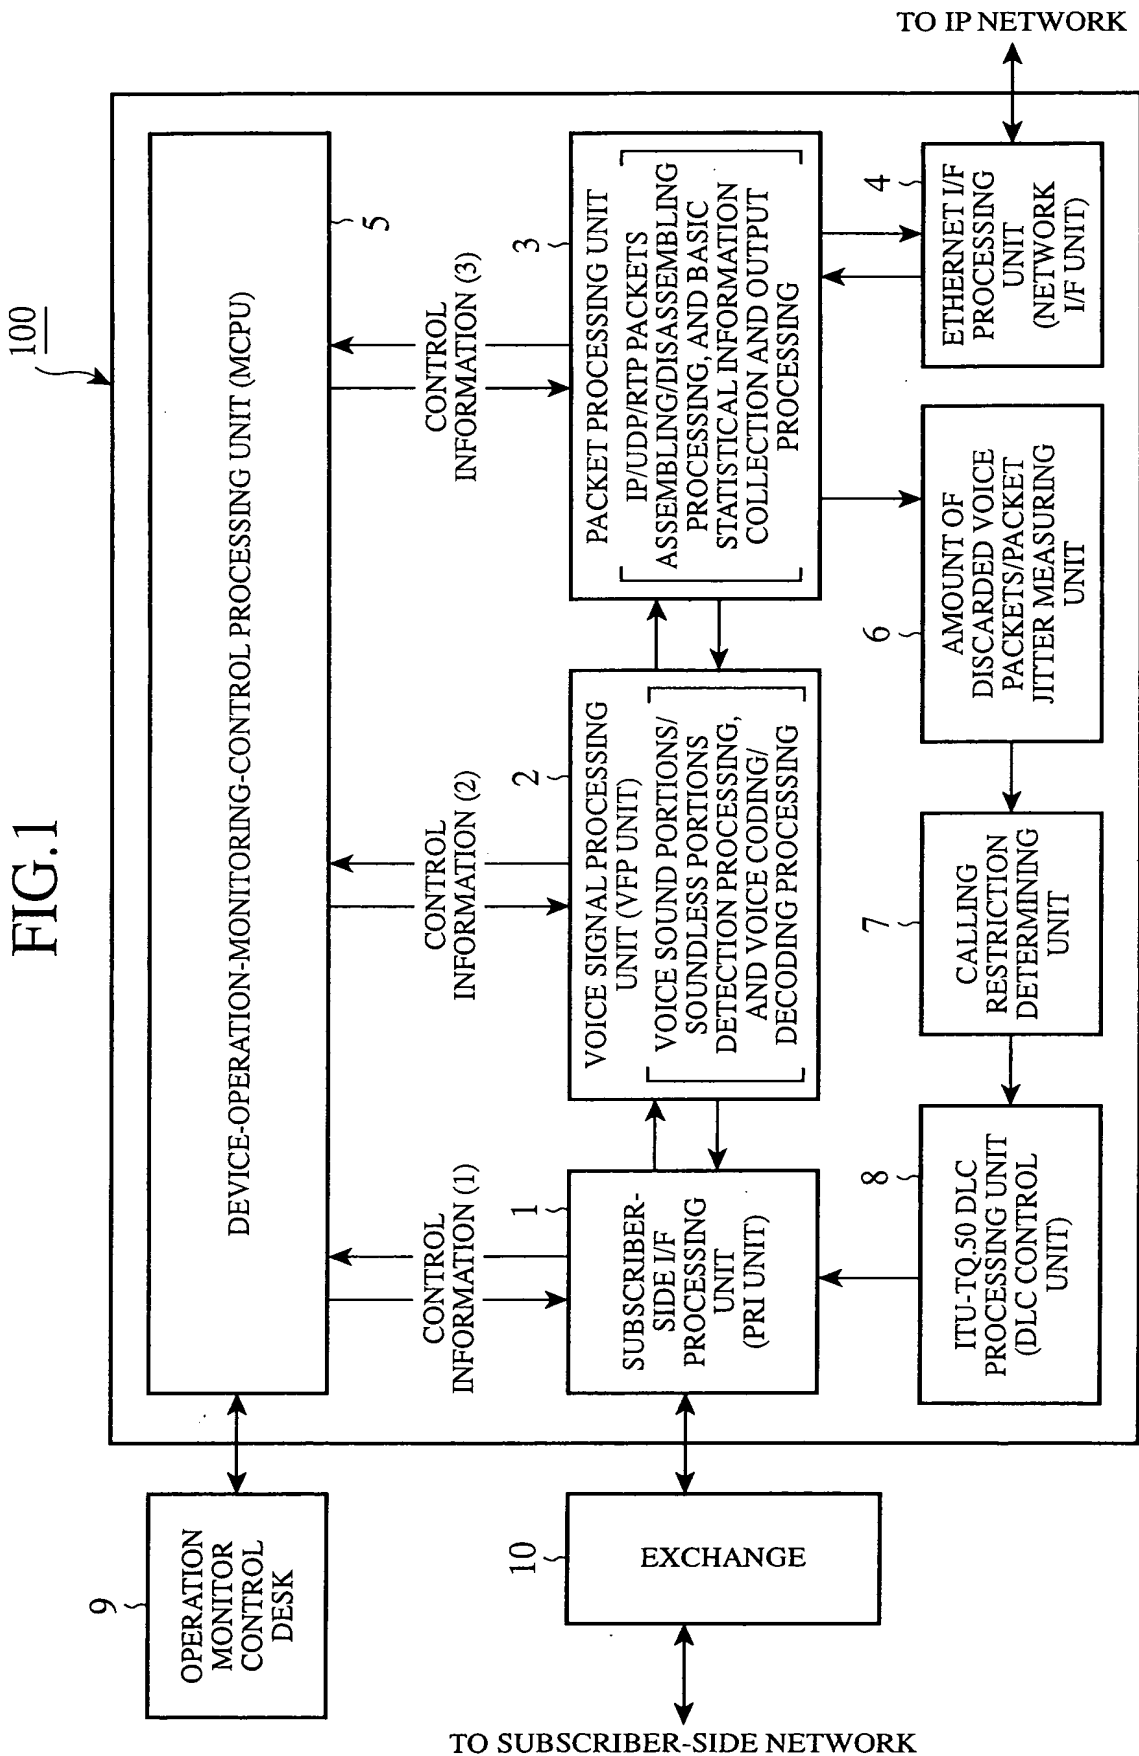 FIG.1
100
DEVICE-OPERATION-MONITORING-CONTROL PROCESSING UNIT (MCPU)
5
OPERATION
MONITOR
CONTROL
DESK
9
CONTROL
INFORMATION (1)
CONTROL
INFORMATION (2)
CONTROL
INFORMATION (3)
EXCHANGE
10
TO SUBSCRIBER-SIDE NETWORK
SUBSCRIBER-
SIDE I/F
PROCESSING
UNIT
(PRI UNIT)
1
VOICE SIGNAL PROCESSING
UNIT (VFP UNIT)
VOICE SOUND PORTIONS/
SOUNDLESS PORTIONS
DETECTION PROCESSING,
AND VOICE CODING/
DECODING PROCESSING
2
PACKET PROCESSING UNIT
IP/UDP/RTP PACKETS
ASSEMBLING/DISASSEMBLING
PROCESSING, AND BASIC
STATISTICAL INFORMATION
COLLECTION AND OUTPUT
PROCESSING
3
ITU-TQ.50 DLC
PROCESSING UNIT
(DLC CONTROL
UNIT)
8
CALLING
RESTRICTION
DETERMINING
UNIT
7
AMOUNT OF
DISCARDED VOICE
PACKETS/PACKET
JITTER MEASURING
UNIT
6
ETHERNET I/F
PROCESSING
UNIT
(NETWORK
I/F UNIT)
4
TO IP NETWORK